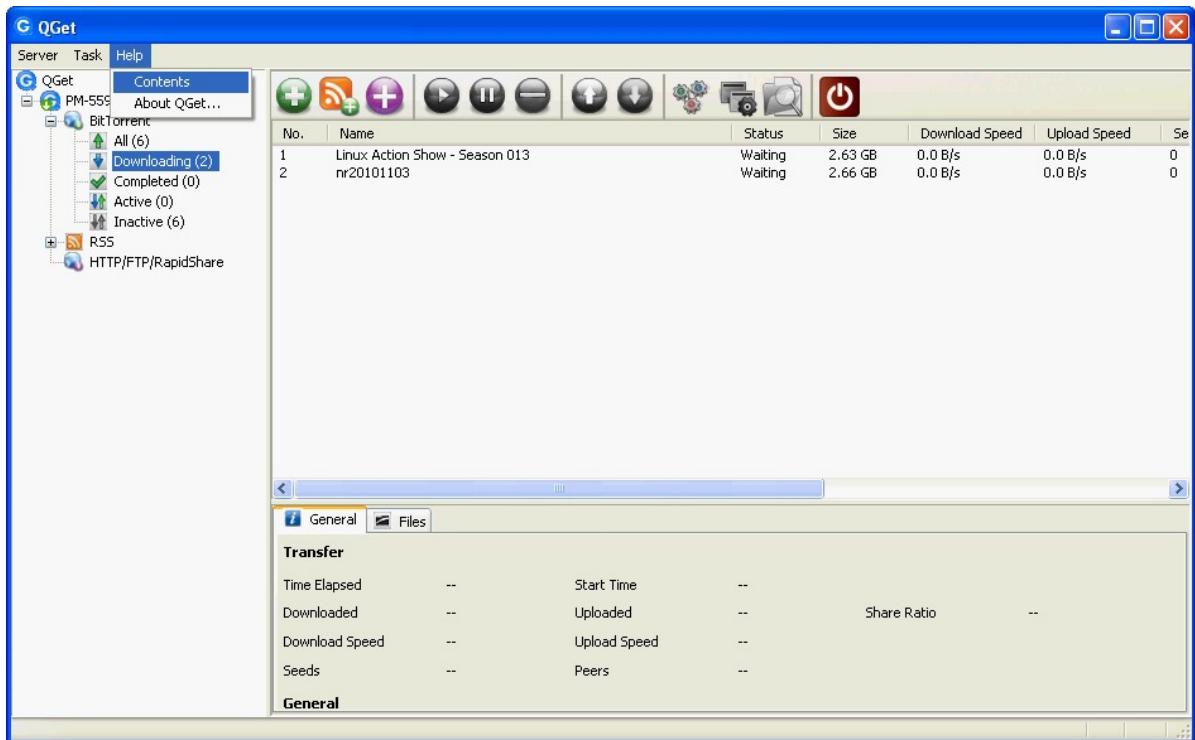 QGet
Server Task Help
Contents
About QGet...
QGet
PM-559
BitTorrent
All (6)
Downloading (2)
Completed (0)
Active (0)
Inactive (6)
RSS
HTTP/FTP/RapidShare
No. Name Status Size Download Speed Upload Speed Se
1 Linux Action Show - Season 013 Waiting 2.63 GB 0.0 B/s 0.0 B/s 0
2 nr20101103 Waiting 2.66 GB 0.0 B/s 0.0 B/s 0
General Files
Transfer
Time Elapsed -- Start Time --
Downloaded -- Uploaded -- Share Ratio --
Download Speed -- Upload Speed --
Seeds -- Peers --
General